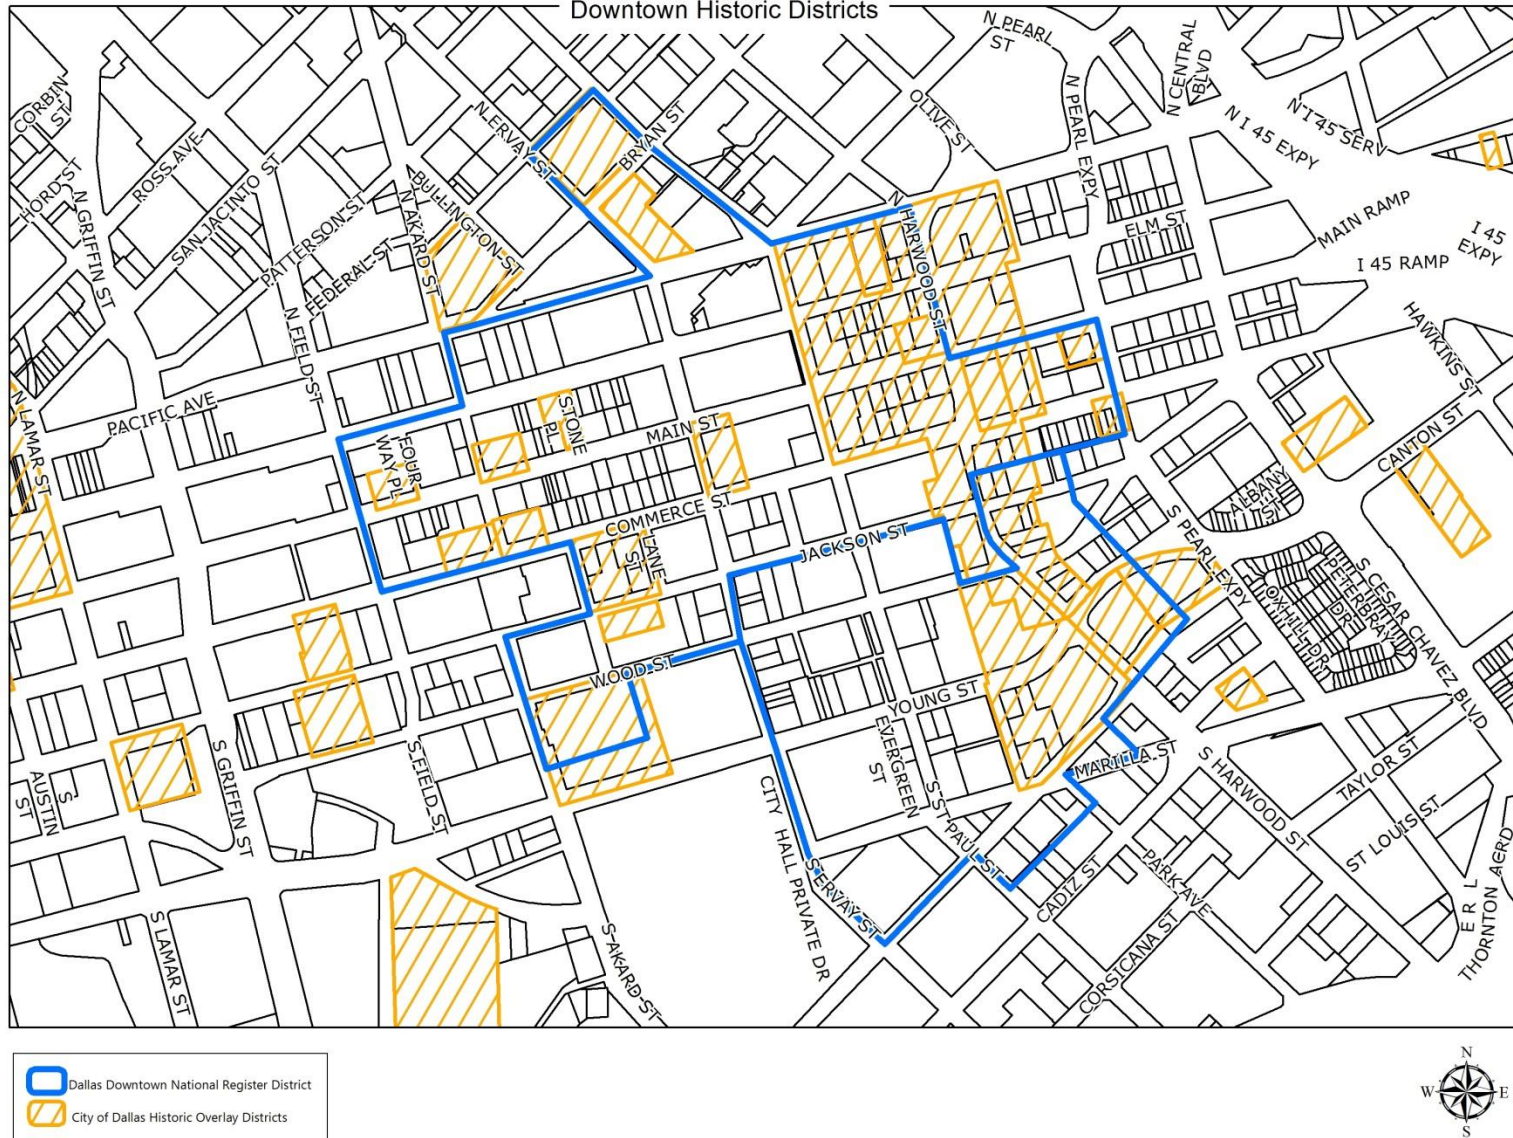 Downtown Historic Districts
N PEARL
ST
N CENTRAL
BLVD
CORBIN
ST
N ERVAY ST
BRYAN ST
OLIVE ST
N PEARL EXPY
N I 45 EXPY
N I 45 SERV
ROSS AVE
HORD ST
N GRIFFIN ST
SAN JACINTO ST
PATTERSON ST
FEDERAL ST
N AKARD ST
BULLINGTON ST
N HARWOOD ST
ELM ST
MAIN RAMP
I 45
EXPY
I 45 RAMP
N FIELD ST
HAWKINS ST
N LAMAR ST
PACIFIC AVE
FOUR
WAY PL
STONE
PL
MAIN ST
CANTON ST
COMMERCE ST
LANE
ST
JACKSON ST
S PEARL EXPY
ALBANY
ST
S CESAR CHAVEZ BLVD
PETERBRAY
DR
FOXHILL DR
WOOD ST
YOUNG ST
EVERGREEN
ST
MARILLA ST
S HARWOOD ST
TAYLOR ST
ST LOUIS ST
S
AUSTIN
ST
S GRIFFIN ST
S FIELD ST
CITY HALL PRIVATE DR
S ERVAY ST
S ST PAUL ST
CADIZ ST
PARK AVE
CORSICANA ST
E R L
THORNTON ACRD
S LAMAR ST
S AKARD ST
Dallas Downtown National Register District
City of Dallas Historic Overlay Districts
N
W
E
S